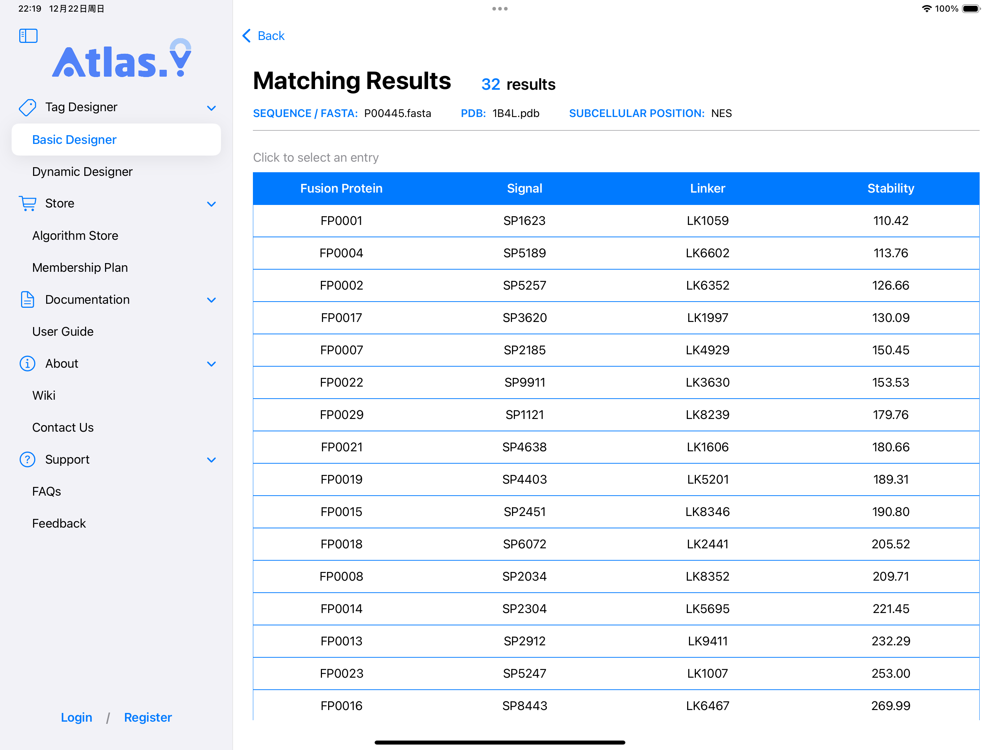 22:19 12月22日周日
100%
Atlas.
Tag Designer
Basic Designer
Dynamic Designer
Store
Algorithm Store
Membership Plan
Documentation
User Guide
About
Wiki
Contact Us
Support
FAQs
Feedback
Login / Register
Back
Matching Results 32 results
SEQUENCE / FASTA: P00445.fasta PDB: 1B4L.pdb SUBCELLULAR POSITION: NES
Click to select an entry
Fusion Protein Signal Linker Stability
FP0001 SP1623 LK1059 110.42
FP0004 SP5189 LK6602 113.76
FP0002 SP5257 LK6352 126.66
FP0017 SP3620 LK1997 130.09
FP0007 SP2185 LK4929 150.45
FP0022 SP9911 LK3630 153.53
FP0029 SP1121 LK8239 179.76
FP0021 SP4638 LK1606 180.66
FP0019 SP4403 LK5201 189.31
FP0015 SP2451 LK8346 190.80
FP0018 SP6072 LK2441 205.52
FP0008 SP2034 LK8352 209.71
FP0014 SP2304 LK5695 221.45
FP0013 SP2912 LK9411 232.29
FP0023 SP5247 LK1007 253.00
FP0016 SP8443 LK6467 269.99